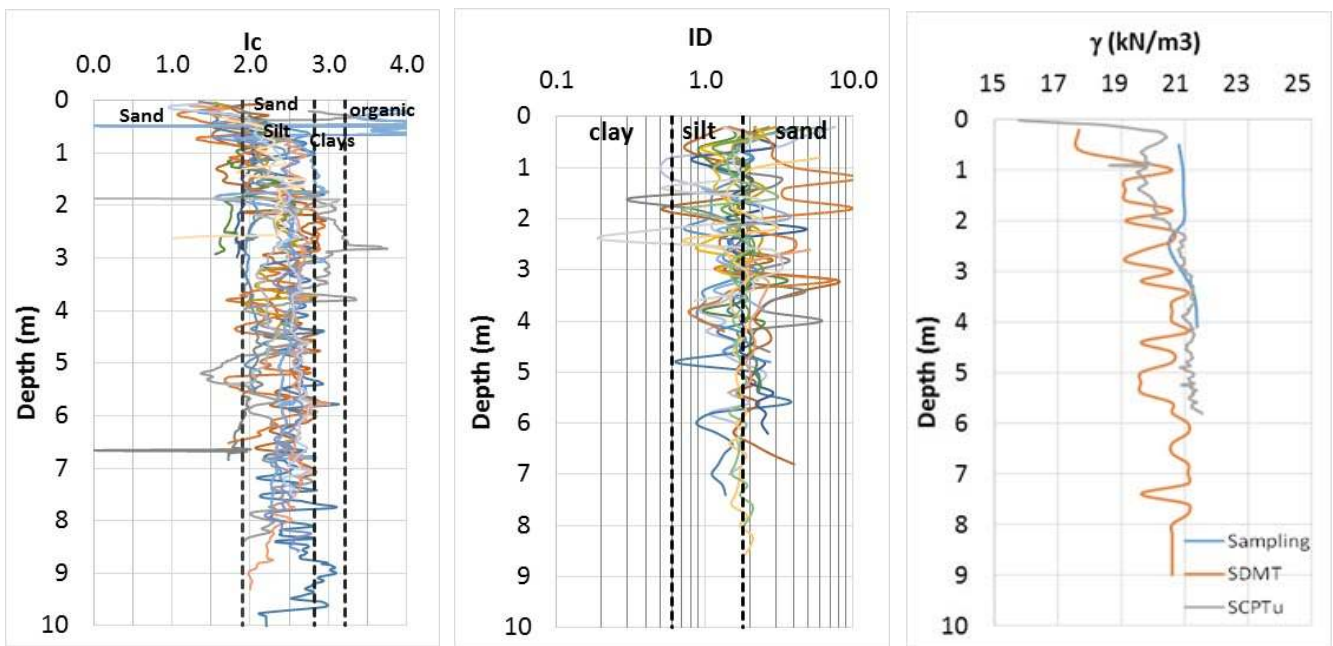 Ic
0.0 1.0 2.0 3.0 4.0
Sand Sand organic
Silt Clays
0
1
2
3
4
5
6
7
8
9
10
Depth (m)
ID
0.1 1.0 10.0
clay silt sand
0
1
2
3
4
5
6
7
8
9
10
Depth (m)
γ (kN/m3)
15 17 19 21 23 25
0
1
2
3
4
5
6
7
8
9
10
Depth (m)
Sampling
SDMT
SCPTu